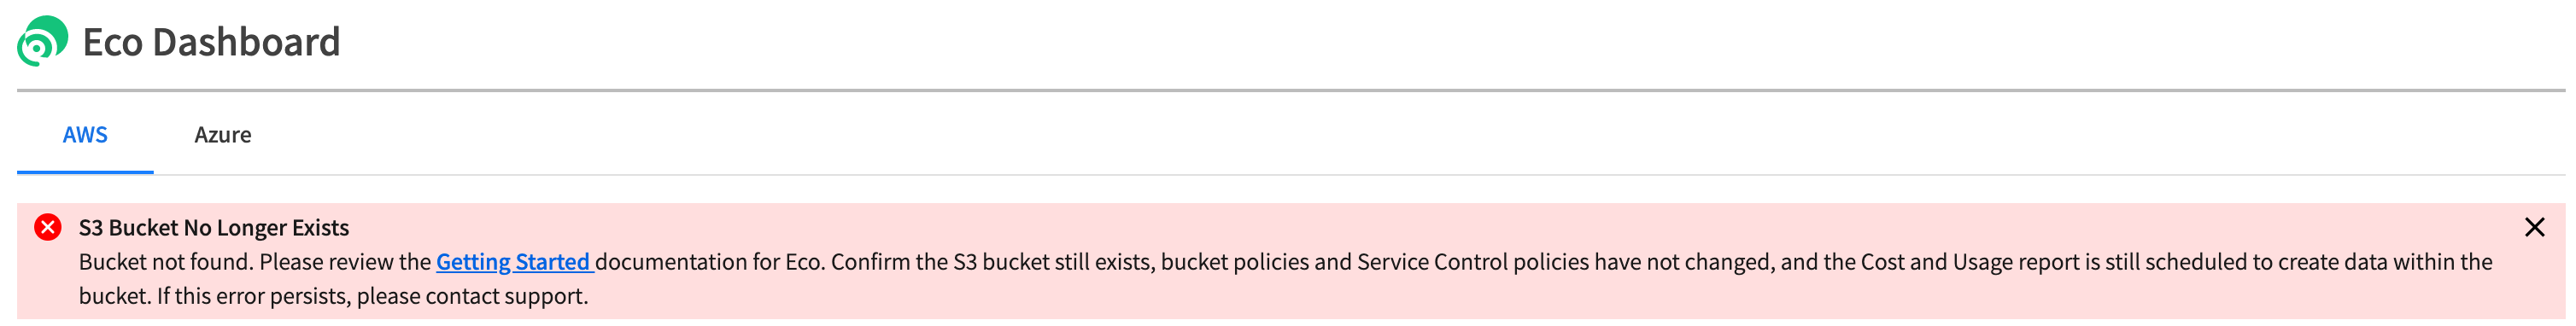 Eco Dashboard
AWS Azure
S3 Bucket No Longer Exists
Bucket not found. Please review the Getting Started documentation for Eco. Confirm the S3 bucket still exists, bucket policies and Service Control policies have not changed, and the Cost and Usage report is still scheduled to create data within the
bucket. If this error persists, please contact support.